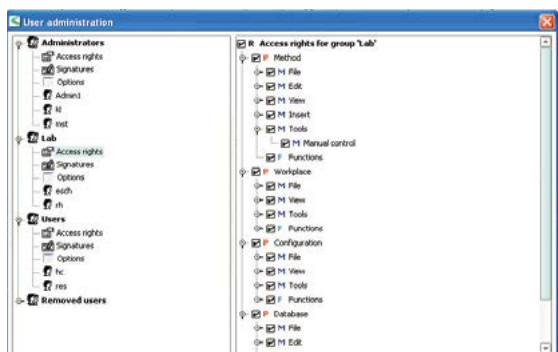 User administration
Administrators
Access rights
Signatures
Options
Admin1
kl
mst
Lab
Access rights
Signatures
Options
esch
rh
Users
Access rights
Signatures
Options
hc
res
Removed users
R Access rights for group 'Lab'
P Method
M File
M Edit
M View
M Insert
M Tools
M Manual control
F Functions
P Workplace
M File
M View
M Tools
F Functions
P Configuration
M File
M View
M Tools
F Functions
P Database
M File
M Edit